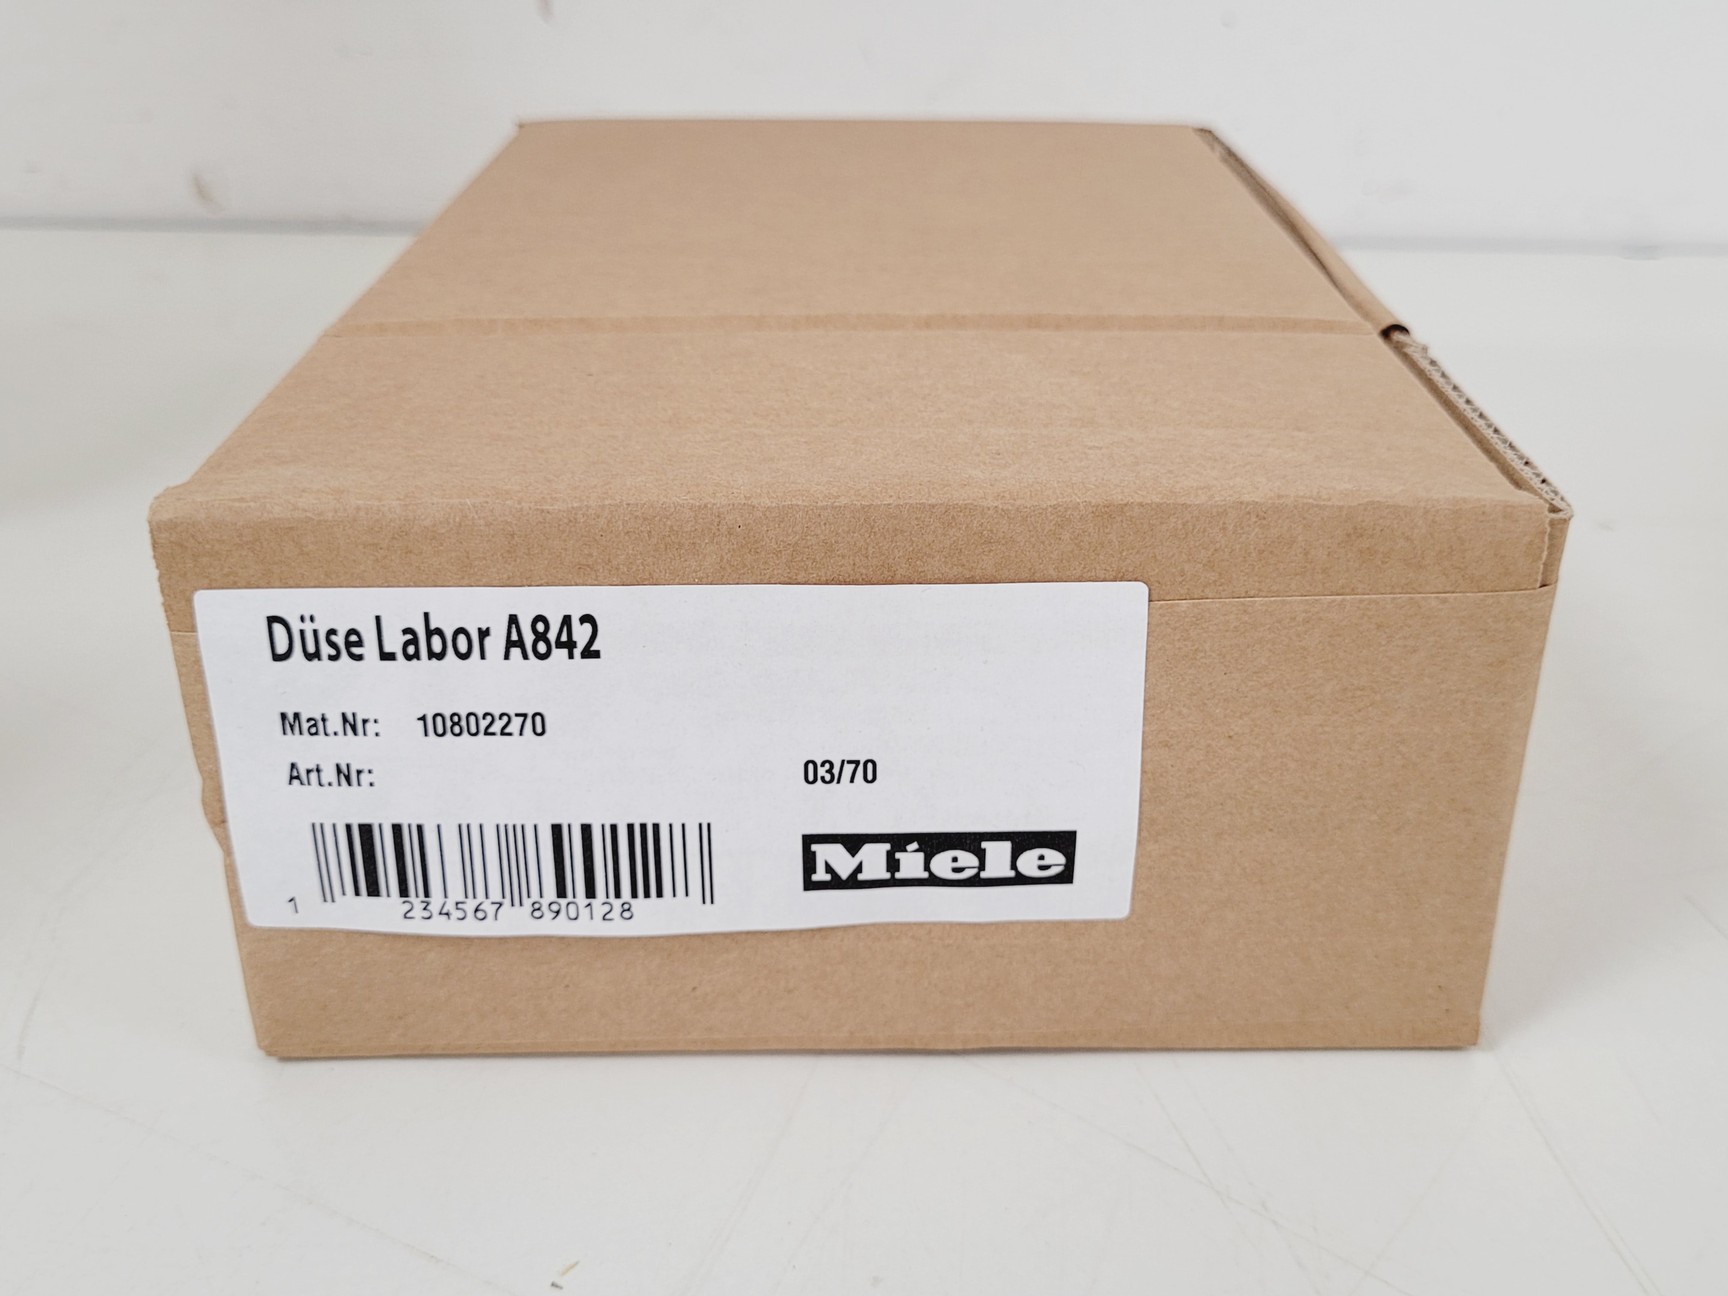 Düse Labor A842
Mat.Nr: 10802270
Art.Nr:
03/70
Miele
1 234567 890128